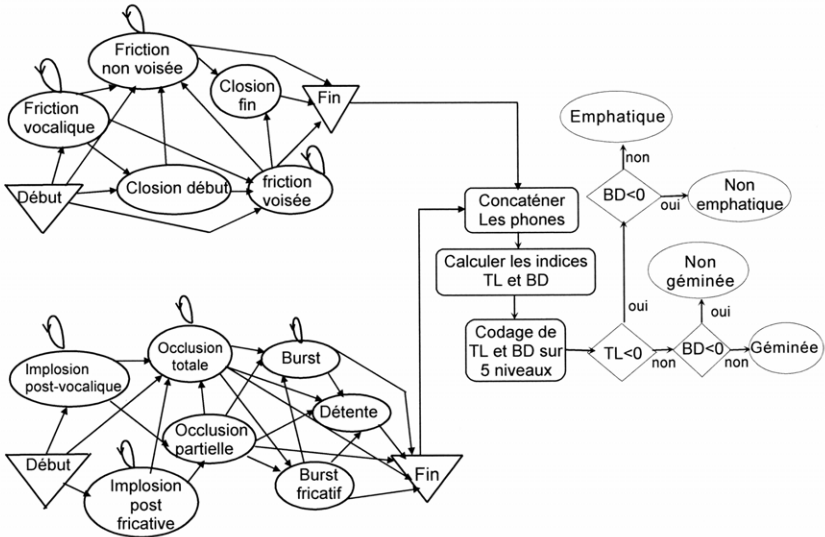 Friction
non voisée
Closion
fin
Fin
Friction
vocalique
Début
Closion début
friction
voisée
Implosion
post-vocalique
Occlusion
totale
Burst
Détente
Occlusion
partielle
Début
Implosion
post
fricative
Burst
fricatif
Fin
Concaténer
Les phones
Calculer les indices
TL et BD
Codage de
TL et BD sur
5 niveaux
Emphatique
non
BD<0
oui
Non
emphatique
oui
Non
géminée
oui
TL<0
non
BD<0
non
Géminée